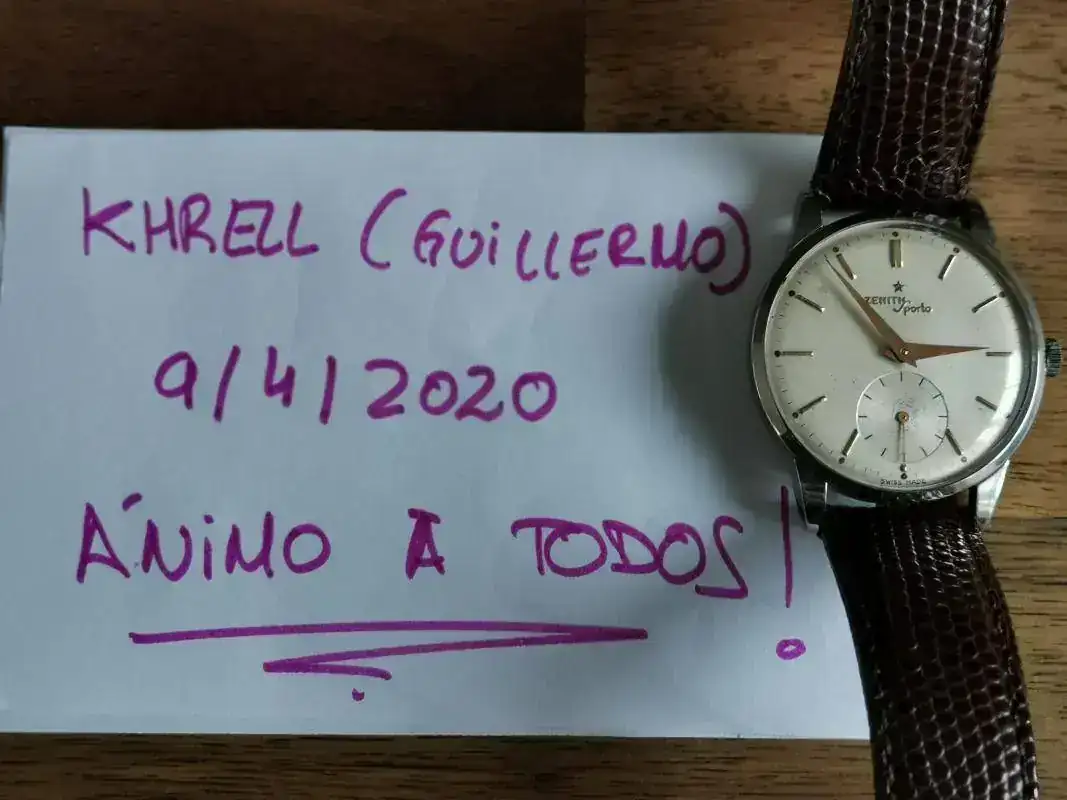 KHRELL (GUiLLERMO)
9/4/2020
ÁNiMO A TODOS!
ZENITH
Sporto
SWISS MADE